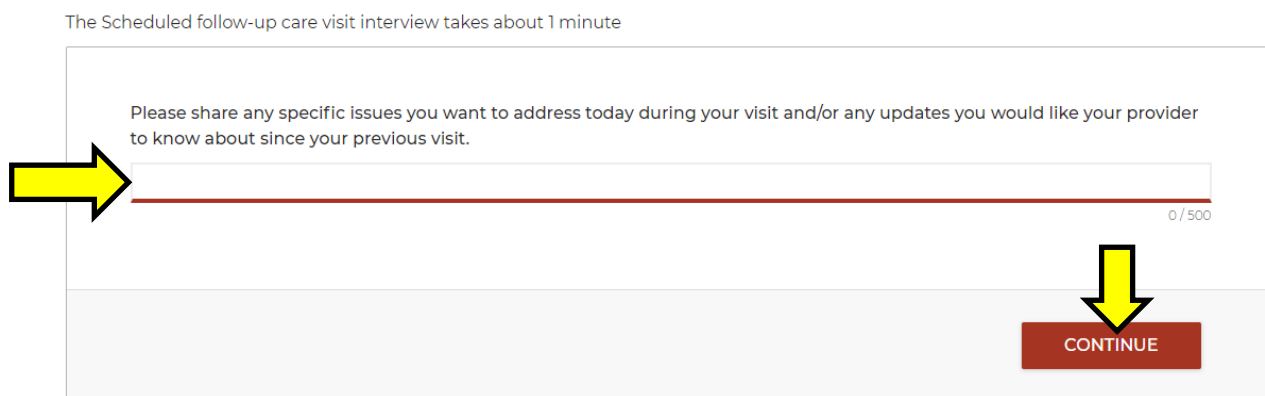 The Scheduled follow-up care visit interview takes about 1 minute
Please share any specific issues you want to address today during your visit and/or any updates you would like your provider
to know about since your previous visit.
0 / 500
CONTINUE